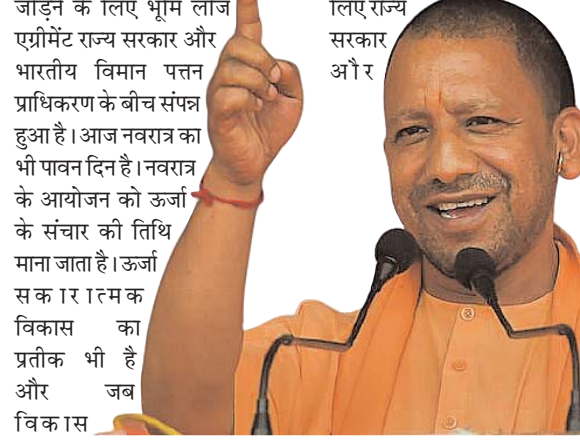 जोड़ने के लिए भूमि लीज
एग्रीमेंट राज्य सरकार और
भारतीय विमान पत्तन
प्राधिकरण के बीच संपन्न
हुआ है। आज नवरात्र का
भी पावन दिन है। नवरात्र
के आयोजन को ऊर्जा
के संचार की तिथि
माना जाता है। ऊर्जा
सकारात्मक
विकास का
प्रतीक भी है
और जब
विकास
लिए राज्य
सरकार
और